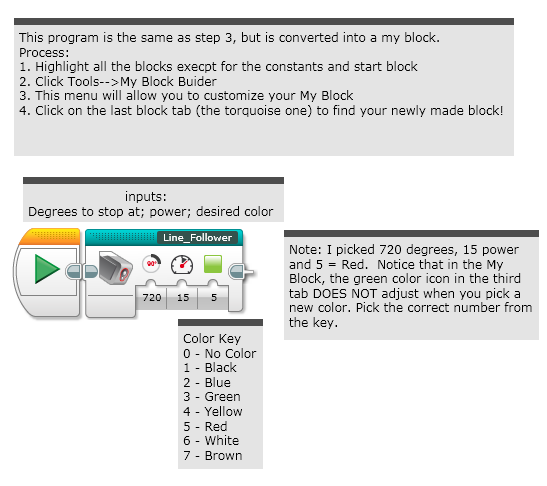 This program is the same as step 3, but is converted into a my block.
Process:
1. Highlight all the blocks execpt for the constants and start block
2. Click Tools-->My Block Buider
3. This menu will allow you to customize your My Block
4. Click on the last block tab (the torquoise one) to find your newly made block!
inputs:
Degrees to stop at; power; desired color
Line_Follower
90°
720 15 5
Note: I picked 720 degrees, 15 power
and 5 = Red. Notice that in the My
Block, the green color icon in the third
tab DOES NOT adjust when you pick a
new color. Pick the correct number from
the key.
Color Key
0 - No Color
1 - Black
2 - Blue
3 - Green
4 - Yellow
5 - Red
6 - White
7 - Brown